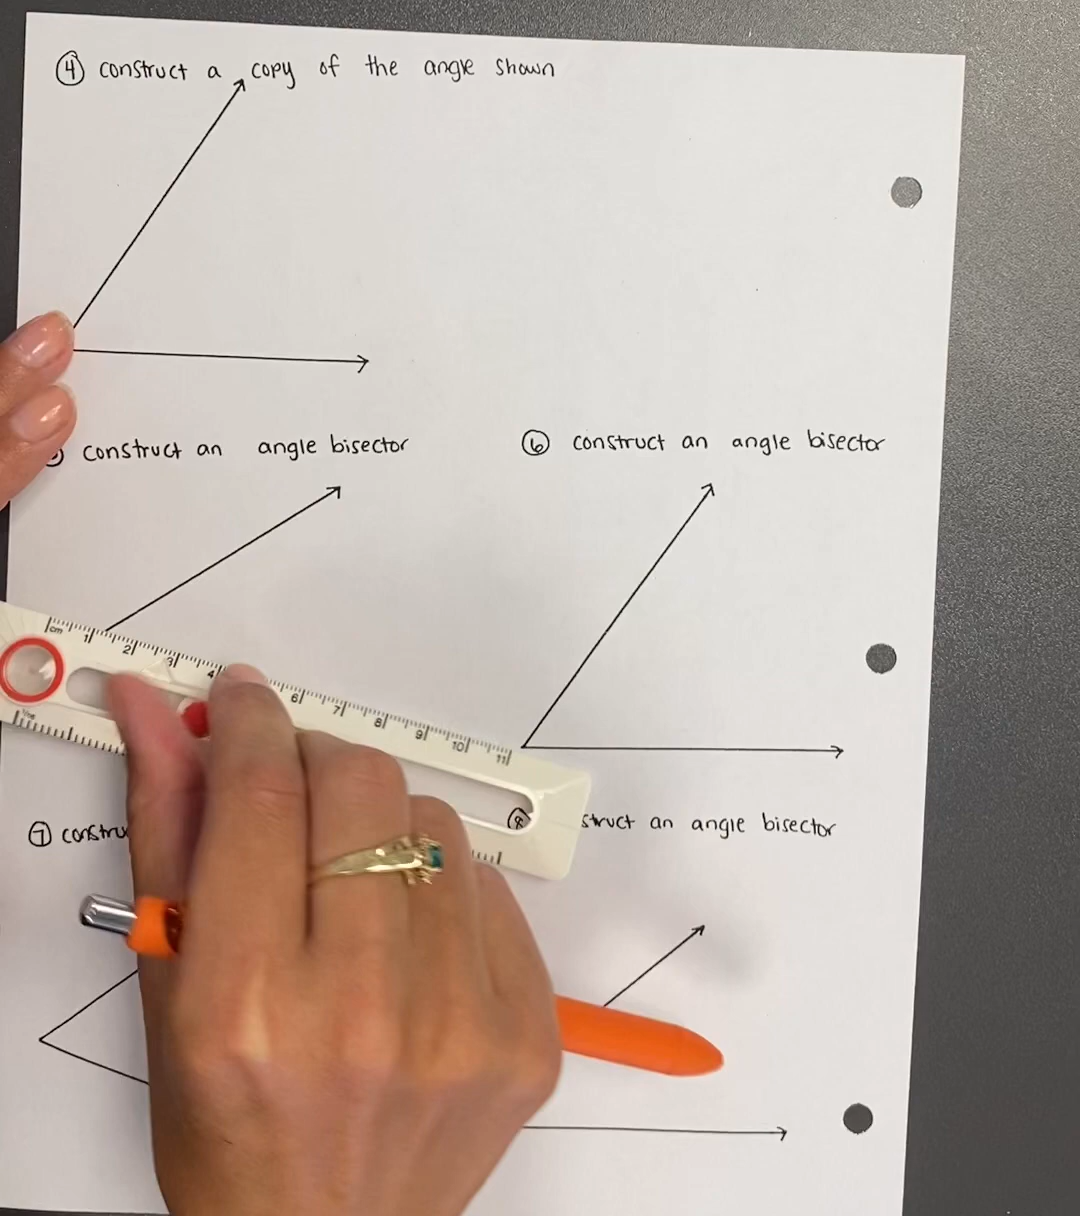 4 construct a copy of the angle shown
construct an angle bisector
6 construct an angle bisector
cm 1 2 3 4 6 7 8 9 10 11
7 constru
8 struct an angle bisector